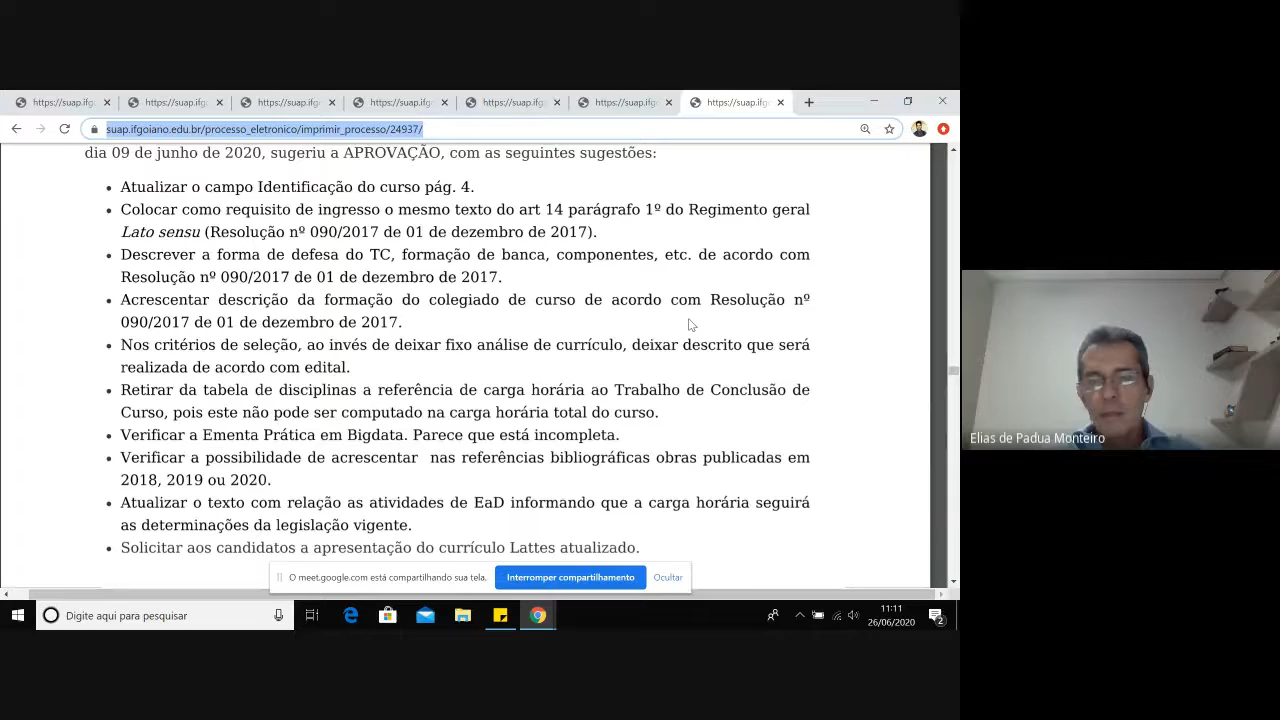 https://suap.ifg
https://suap.ifg
https://suap.ifg
https://suap.ifg
https://suap.ifg
https://suap.ifg
https://suap.ifg
suap.ifgoiano.edu.br/processo_eletronico/imprimir_processo/24937/
dia 09 de junho de 2020, sugeriu a APROVAÇÃO, com as seguintes sugestões:
• Atualizar o campo Identificação do curso pág. 4.
• Colocar como requisito de ingresso o mesmo texto do art 14 parágrafo 1º do Regimento geral
Lato sensu (Resolução nº 090/2017 de 01 de dezembro de 2017).
• Descrever a forma de defesa do TC, formação de banca, componentes, etc. de acordo com
Resolução nº 090/2017 de 01 de dezembro de 2017.
• Acrescentar descrição da formação do colegiado de curso de acordo com Resolução nº
090/2017 de 01 de dezembro de 2017.
• Nos critérios de seleção, ao invés de deixar fixo análise de currículo, deixar descrito que será
realizada de acordo com edital.
• Retirar da tabela de disciplinas a referência de carga horária ao Trabalho de Conclusão de
Curso, pois este não pode ser computado na carga horária total do curso.
• Verificar a Ementa Prática em Bigdata. Parece que está incompleta.
• Verificar a possibilidade de acrescentar nas referências bibliográficas obras publicadas em
2018, 2019 ou 2020.
• Atualizar o texto com relação as atividades de EaD informando que a carga horária seguirá
as determinações da legislação vigente.
• Solicitar aos candidatos a apresentação do currículo Lattes atualizado.
O meet.google.com está compartilhando sua tela.
Interromper compartilhamento
Ocultar
Digite aqui para pesquisar
11:11
26/06/2020
2
Elias de Padua Monteiro